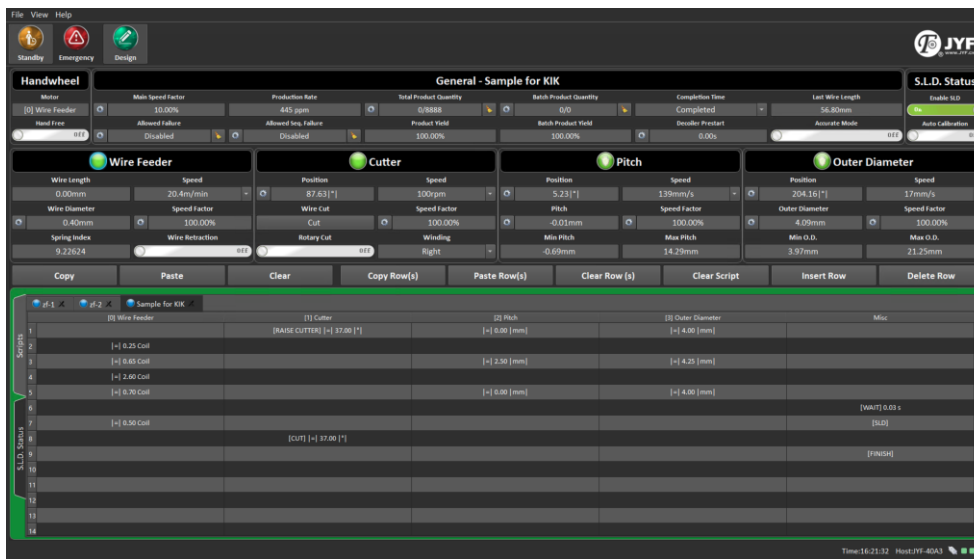 File View Help
Standby Emergency Design
JYF
Handwheel
General - Sample for KIK
S.L.D. Status
Motor Main Speed Factor Production Rate Total Product Quantity Batch Product Quantity Completion Time Last Wire Length Enable SLD
[0] Wire Feeder 10.00% 445 ppm 0/8888 0/0 Completed 56.80mm On
Hand Free Allowed Failure Allowed Seq. Failure Product Yield Batch Product Yield Decoiler Prestart Accurate Mode Auto Calibration
OFF Disabled Disabled 100.00% 100.00% 0.00s OFF
Wire Feeder Cutter Pitch Outer Diameter
Wire Length Speed Position Speed Position Speed Position Speed
0.00mm 20.4m/min 87.63|°| 100rpm 5.23|°| 139mm/s 204.16|°| 17mm/s
Wire Diameter Speed Factor Wire Cut Speed Factor Pitch Speed Factor Outer Diameter Speed Factor
0.40mm 100.00% Cut 100.00% -0.01mm 100.00% 4.09mm 100.00%
Spring Index Wire Retraction Rotary Cut Winding Min Pitch Max Pitch Min O.D. Max O.D.
9.22624 OFF OFF Right -0.69mm 14.29mm 3.97mm 21.25mm
Copy Paste Clear Copy Row(s) Paste Row(s) Clear Row (s) Clear Script Insert Row Delete Row
zf-1 zf-2 Sample for KIK
[0] Wire Feeder [1] Cutter [2] Pitch [3] Outer Diameter Misc
1 [RAISE CUTTER] |=| 37.00 |°| |=| 0.00 |mm| |=| 4.00 |mm|
2 |=| 0.25 Coil
3 |=| 0.65 Coil |=| 2.50 |mm| |=| 4.25 |mm|
4 |=| 2.60 Coil
5 |=| 0.70 Coil |=| 0.00 |mm| |=| 4.00 |mm|
6 [WAIT] 0.03 s
7 |=| 0.50 Coil [SLD]
8 [CUT] |=| 37.00 |°|
9 [FINISH]
10
11
12
13
14
Scripts
S.L.D. Status
Time:16:21:32 Host:JYF-40A3